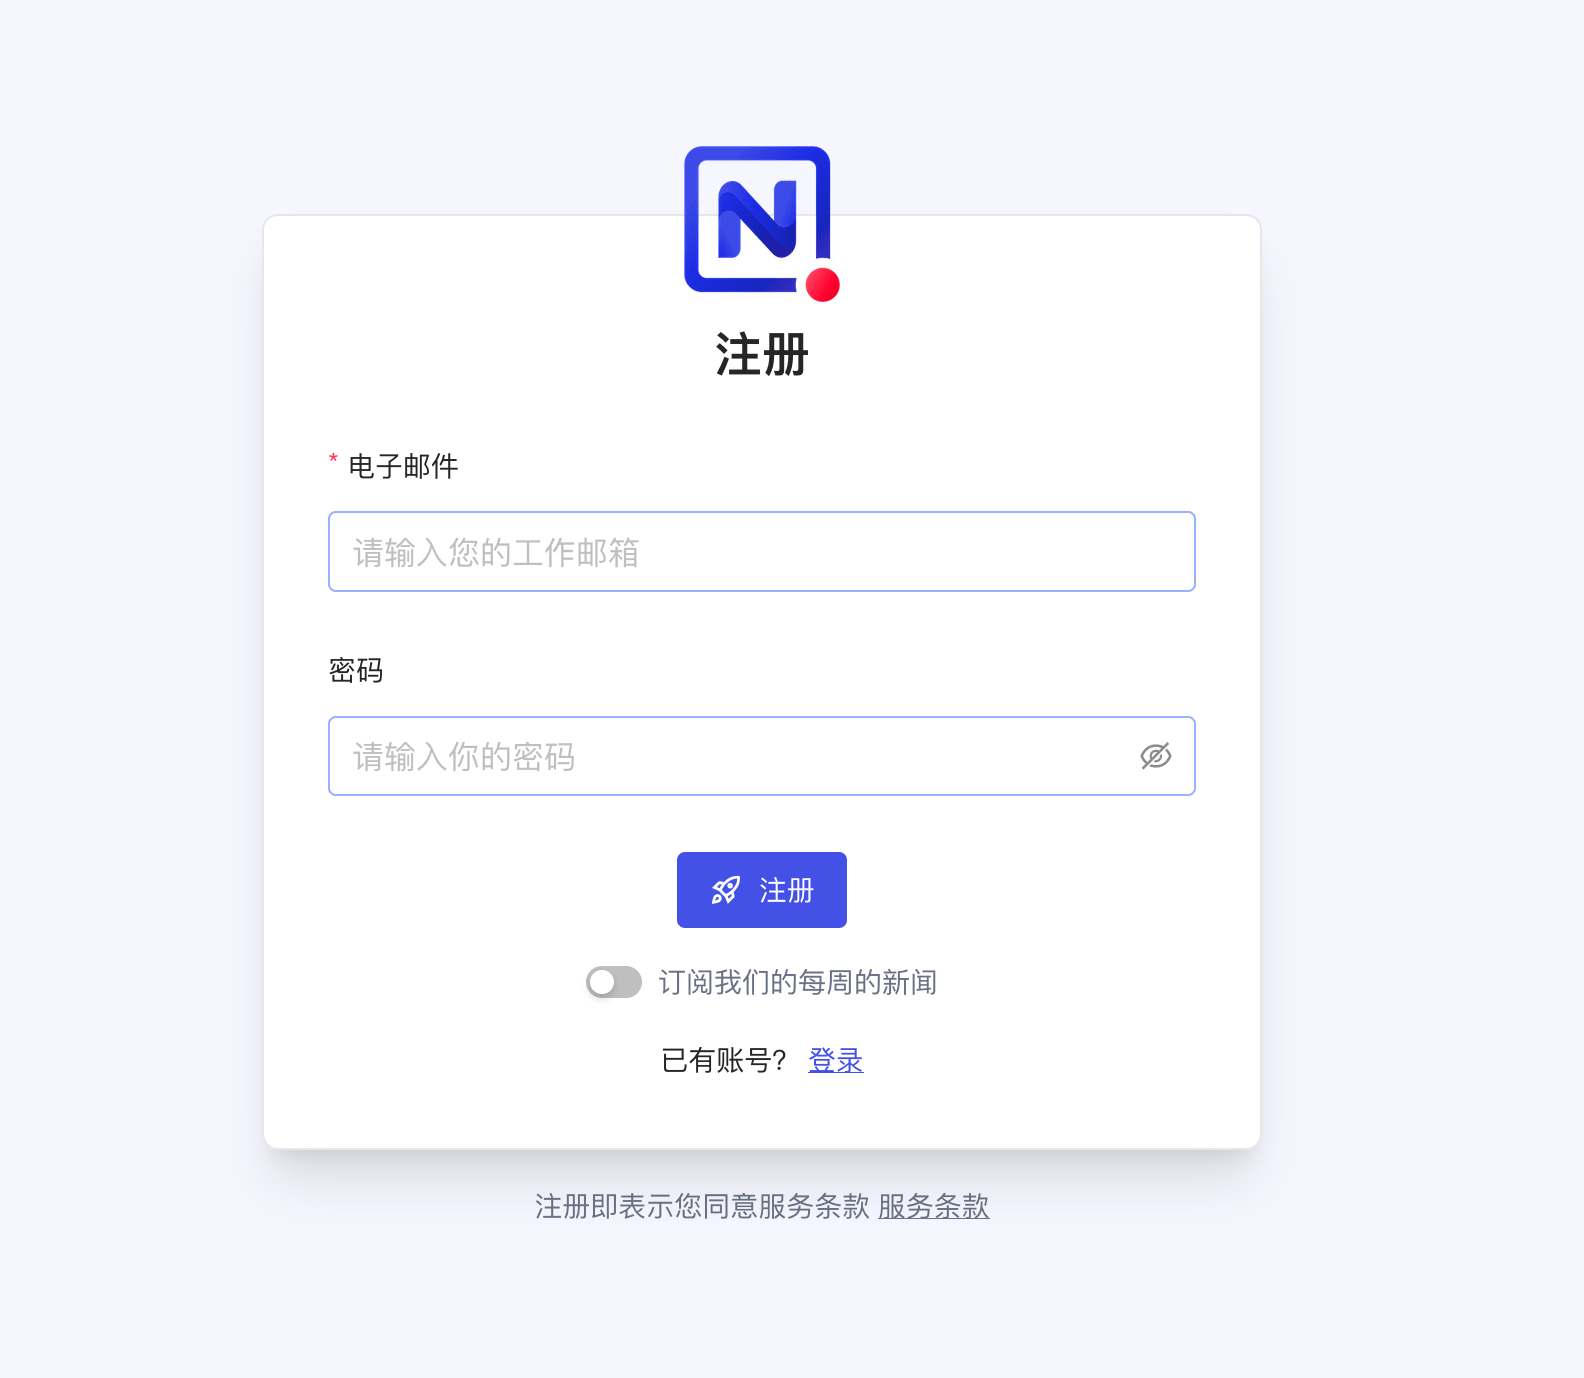 N
注册
* 电子邮件
请输入您的工作邮箱
密码
请输入你的密码
注册
订阅我们的每周的新闻
已有账号? 登录
注册即表示您同意服务条款 服务条款